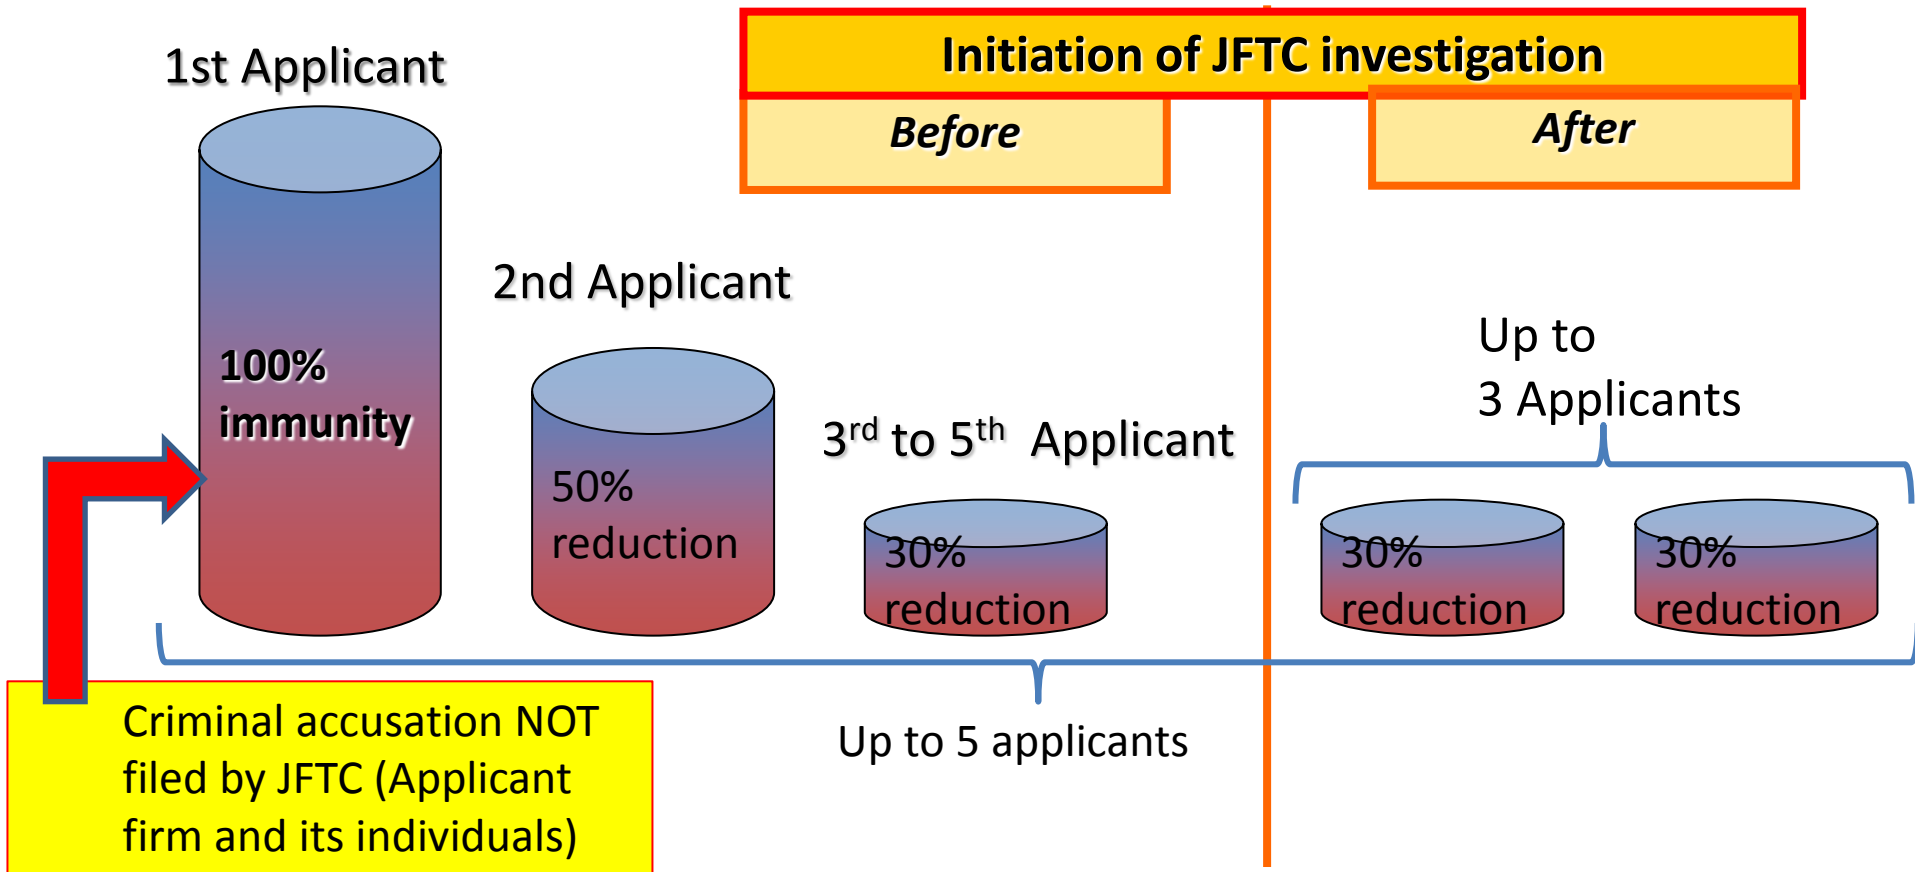 Initiation of JFTC investigation
Before
After
1st Applicant
100%
immunity
2nd Applicant
50%
reduction
3rd to 5th Applicant
30%
reduction
Up to
3 Applicants
30%
reduction
30%
reduction
Up to 5 applicants
Criminal accusation NOT
filed by JFTC (Applicant
firm and its individuals)